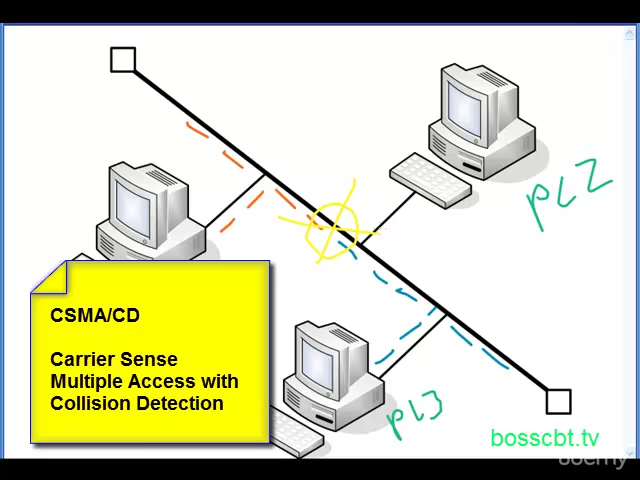 PC2
CSMA/CD
Carrier Sense
Multiple Access with
Collision Detection
PC3
bosscbt.tv
udemy